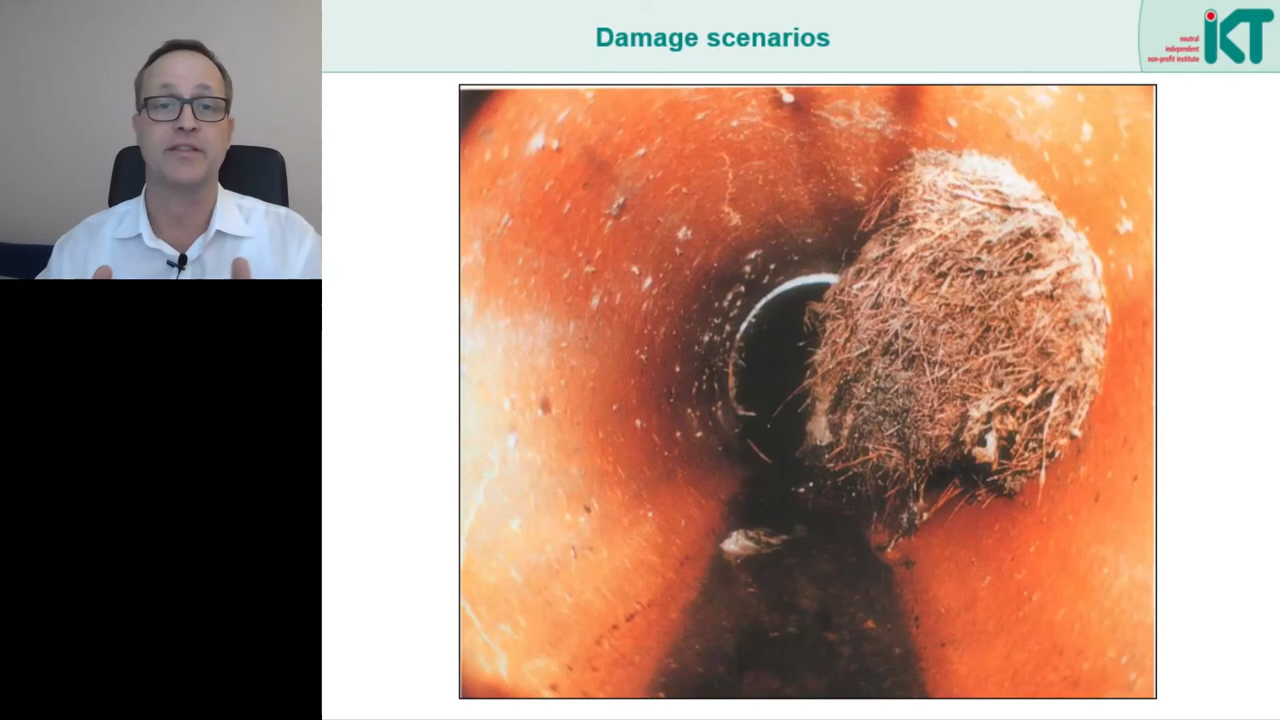 Damage scenarios
neutral
independent
non-profit institute
iKT